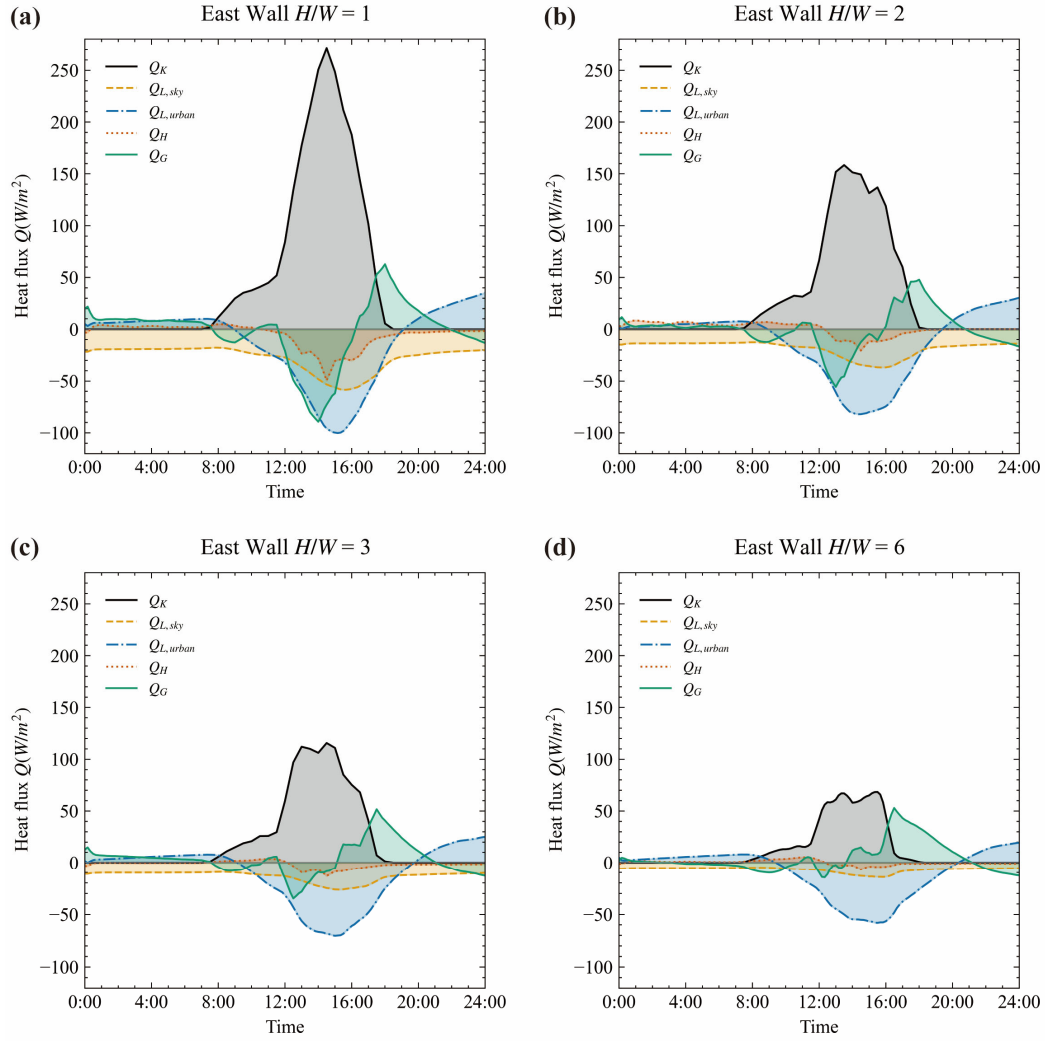 (a)
East Wall H/W = 1
Heat flux Q(W/m²)
250
200
150
100
50
0
−50
−100
Q_K
Q_L,sky
Q_L,urban
Q_H
Q_G
0:00 4:00 8:00 12:00 16:00 20:00 24:00
Time
(b)
East Wall H/W = 2
Heat flux Q(W/m²)
250
200
150
100
50
0
−50
−100
Q_K
Q_L,sky
Q_L,urban
Q_H
Q_G
0:00 4:00 8:00 12:00 16:00 20:00 24:00
Time
(c)
East Wall H/W = 3
Heat flux Q(W/m²)
250
200
150
100
50
0
−50
−100
Q_K
Q_L,sky
Q_L,urban
Q_H
Q_G
0:00 4:00 8:00 12:00 16:00 20:00 24:00
Time
(d)
East Wall H/W = 6
Heat flux Q(W/m²)
250
200
150
100
50
0
−50
−100
Q_K
Q_L,sky
Q_L,urban
Q_H
Q_G
0:00 4:00 8:00 12:00 16:00 20:00 24:00
Time